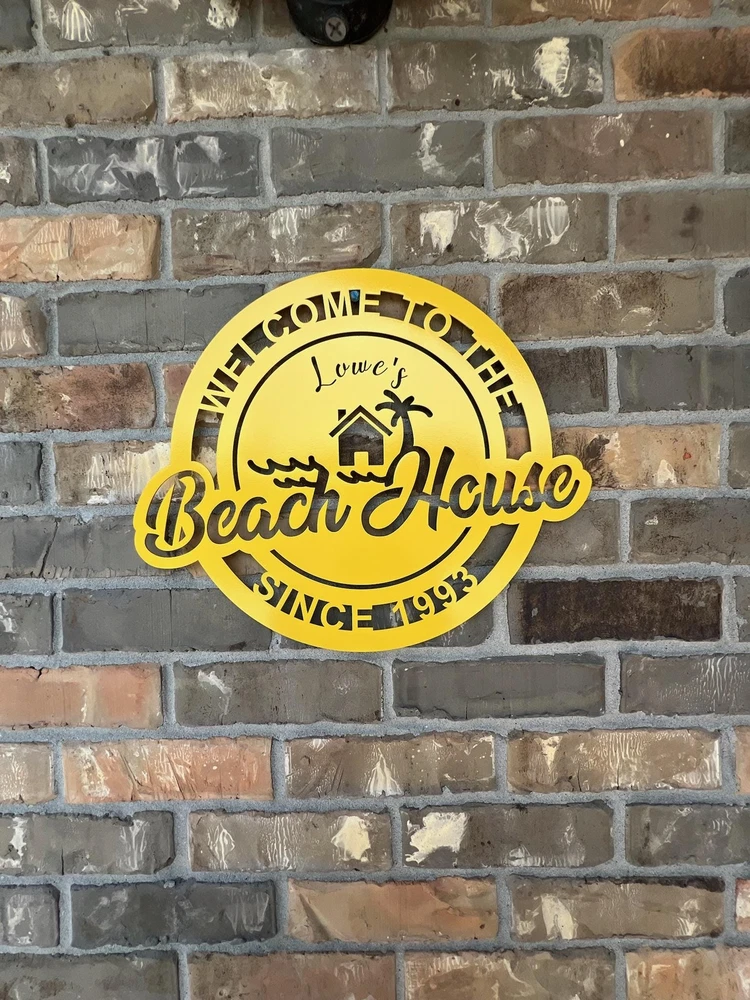 WELCOME TO THE
Lowe's
Beach House
SINCE 1993